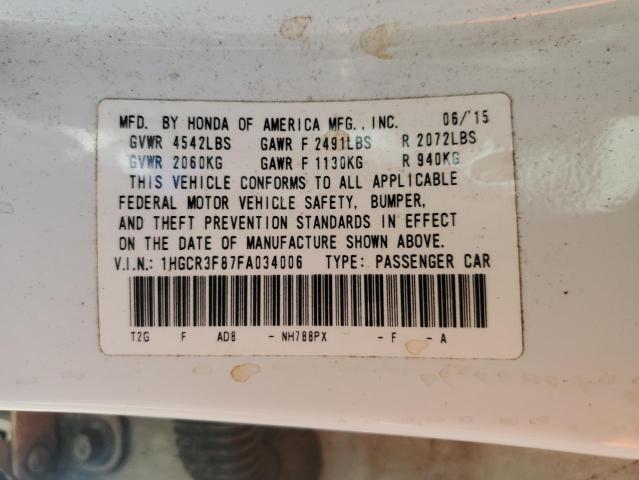 MFD. BY HONDA OF AMERICA MFG., INC. 06/'15
GVWR 4542LBS GAWR F 2491LBS R 2072LBS
GVWR 2060KG GAWR F 1130KG R 940KG
THIS VEHICLE CONFORMS TO ALL APPLICABLE
FEDERAL MOTOR VEHICLE SAFETY, BUMPER,
AND THEFT PREVENTION STANDARDS IN EFFECT
ON THE DATE OF MANUFACTURE SHOWN ABOVE.
V.I.N.: 1HGCR3F87FA034006 TYPE: PASSENGER CAR
T2G F AD8 - NH788PX - F - A